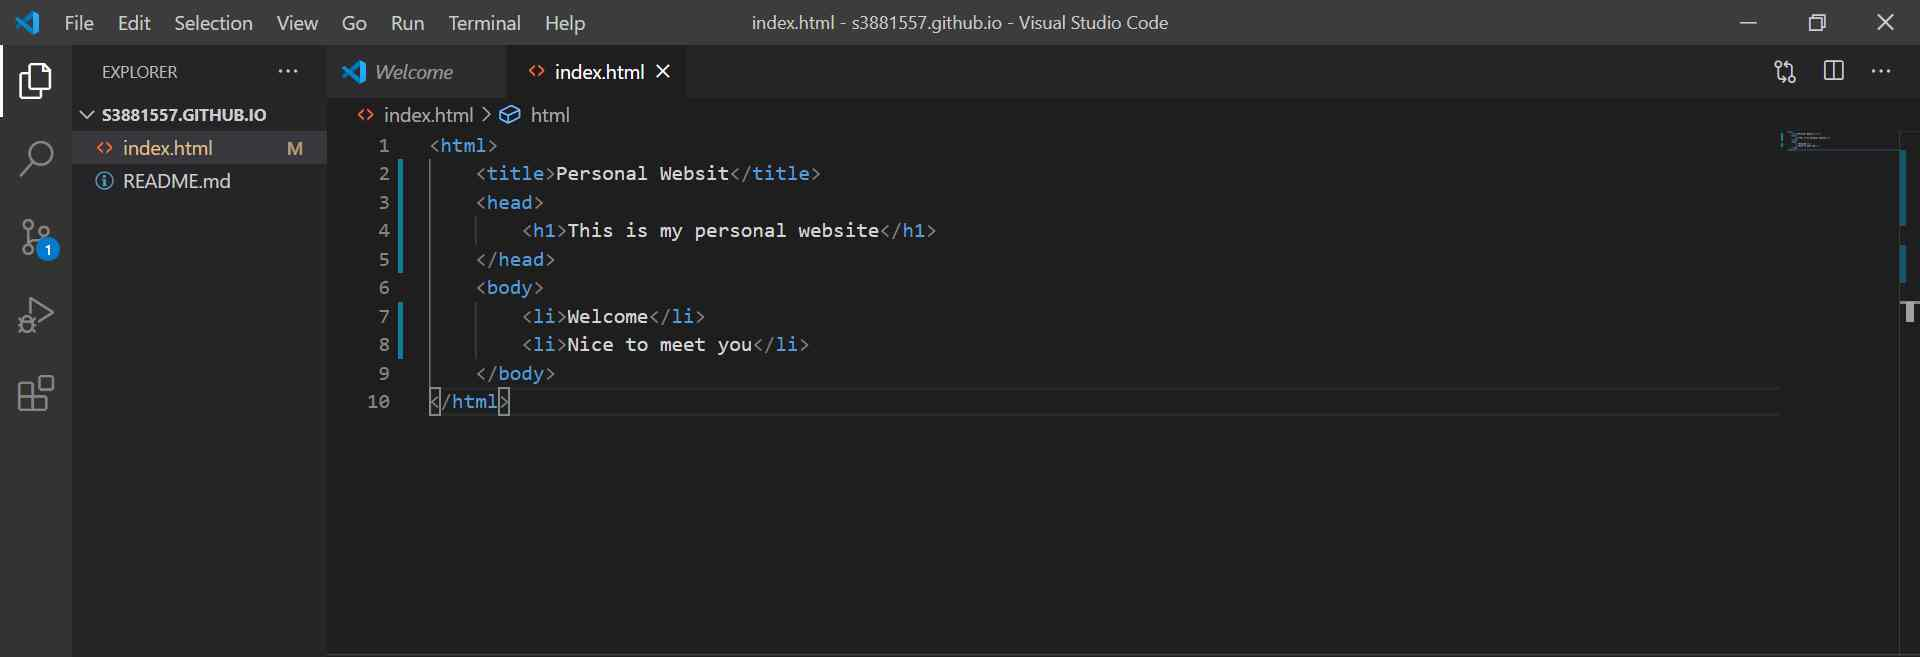 File Edit Selection View Go Run Terminal Help index.html - s3881557.github.io - Visual Studio Code
EXPLORER
S3881557.GITHUB.IO
index.html M
README.md
1
Welcome index.html
index.html > html
1 <html>
2 <title>Personal Websit</title>
3 <head>
4 <h1>This is my personal website</h1>
5 </head>
6 <body>
7 <li>Welcome</li>
8 <li>Nice to meet you</li>
9 </body>
10 </html>